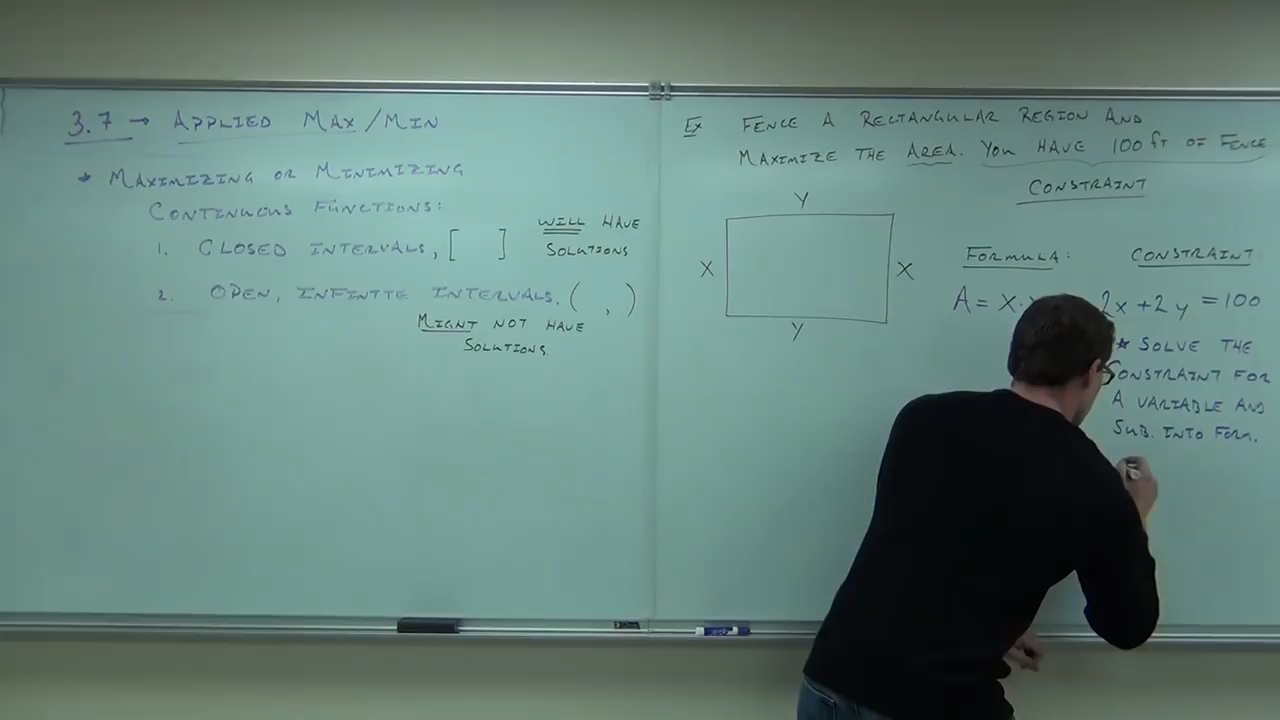 3.7 → APPLIED MAX/MIN
* MAXIMIZING OR MINIMIZING
CONTINUOUS FUNCTIONS:
1. CLOSED INTERVALS, [ ]
WILL HAVE
SOLUTIONS
2. OPEN, INFINITE INTERVALS. ( , )
MIGHT NOT HAVE
SOLUTIONS.
EX FENCE A RECTANGULAR REGION AND
MAXIMIZE THE AREA. YOU HAVE 100 ft OF FENCE
CONSTRAINT
Y
X X
Y
FORMULA: CONSTRAINT
A = X· 2x + 2y = 100
* SOLVE THE
CONSTRAINT FOR
A VARIABLE AND
SUB. INTO FORM.